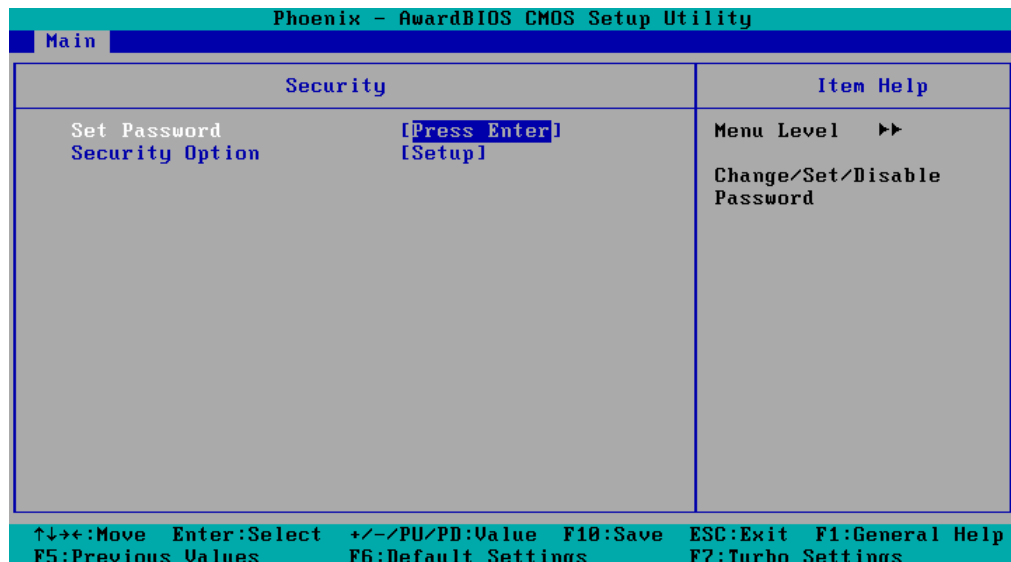 Phoenix - AwardBIOS CMOS Setup Utility
Main
Security
Item Help
Set Password [Press Enter]
Security Option [Setup]
Menu Level ▶▶
Change/Set/Disable
Password
↑↓→←:Move Enter:Select +/-/PU/PD:Value F10:Save ESC:Exit F1:General Help
F5:Previous Values F6:Default Settings F7:Turbo Settings